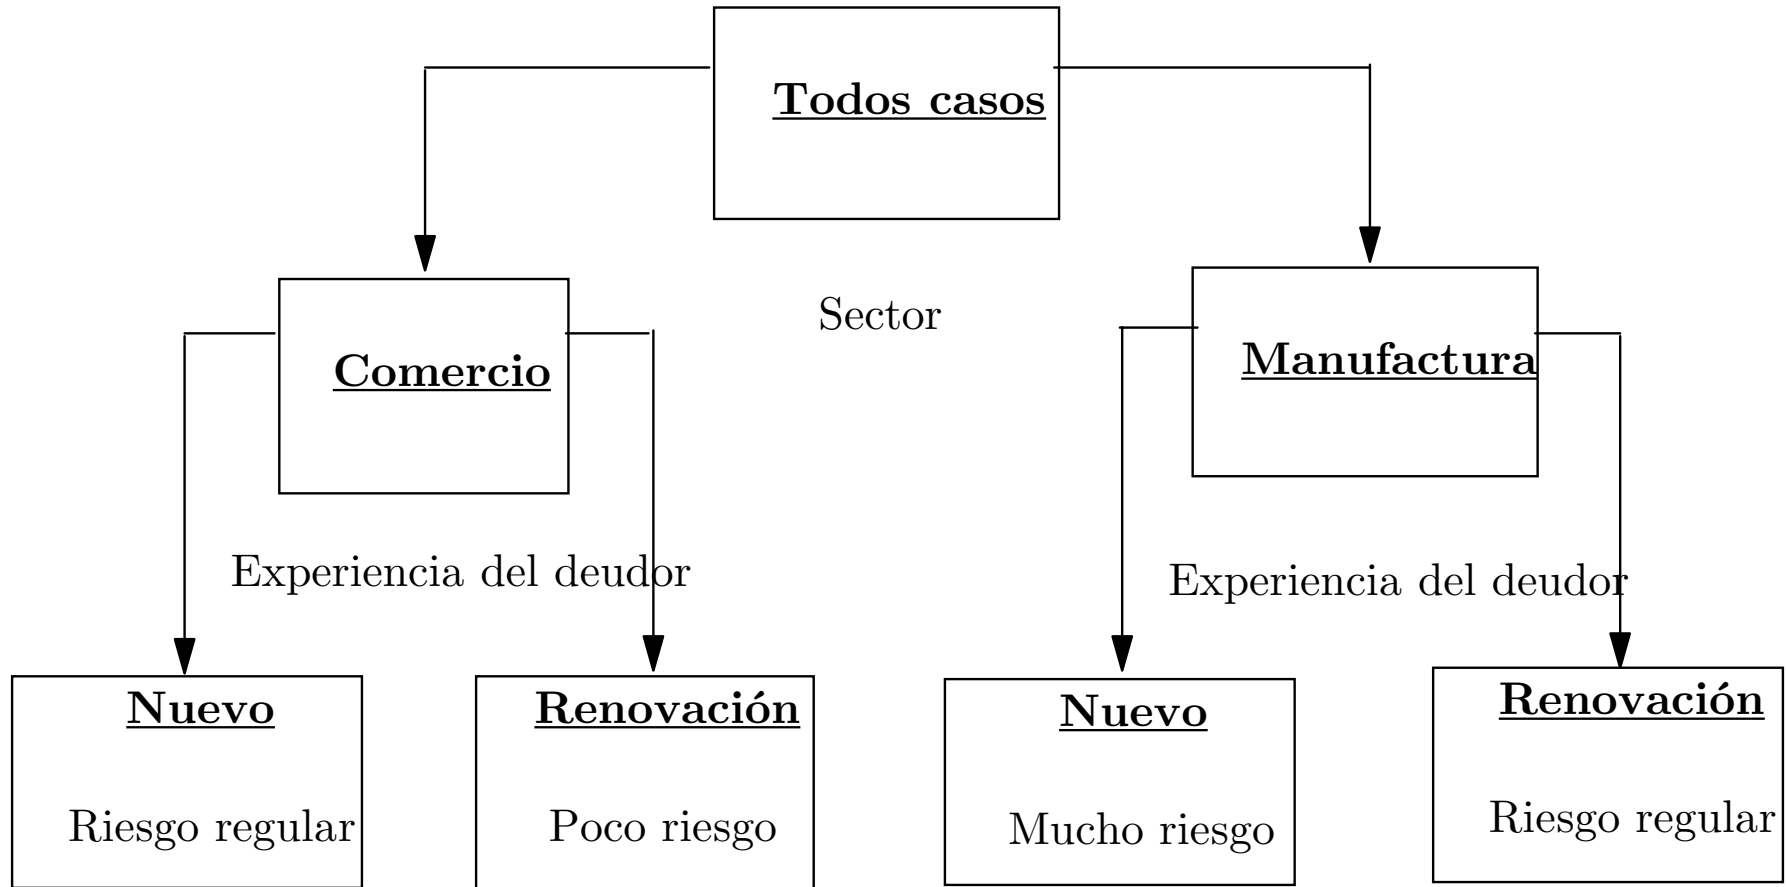 Todos casos
Sector
Comercio
Manufactura
Experiencia del deudor
Experiencia del deudor
Nuevo
Riesgo regular
Renovación
Poco riesgo
Nuevo
Mucho riesgo
Renovación
Riesgo regular